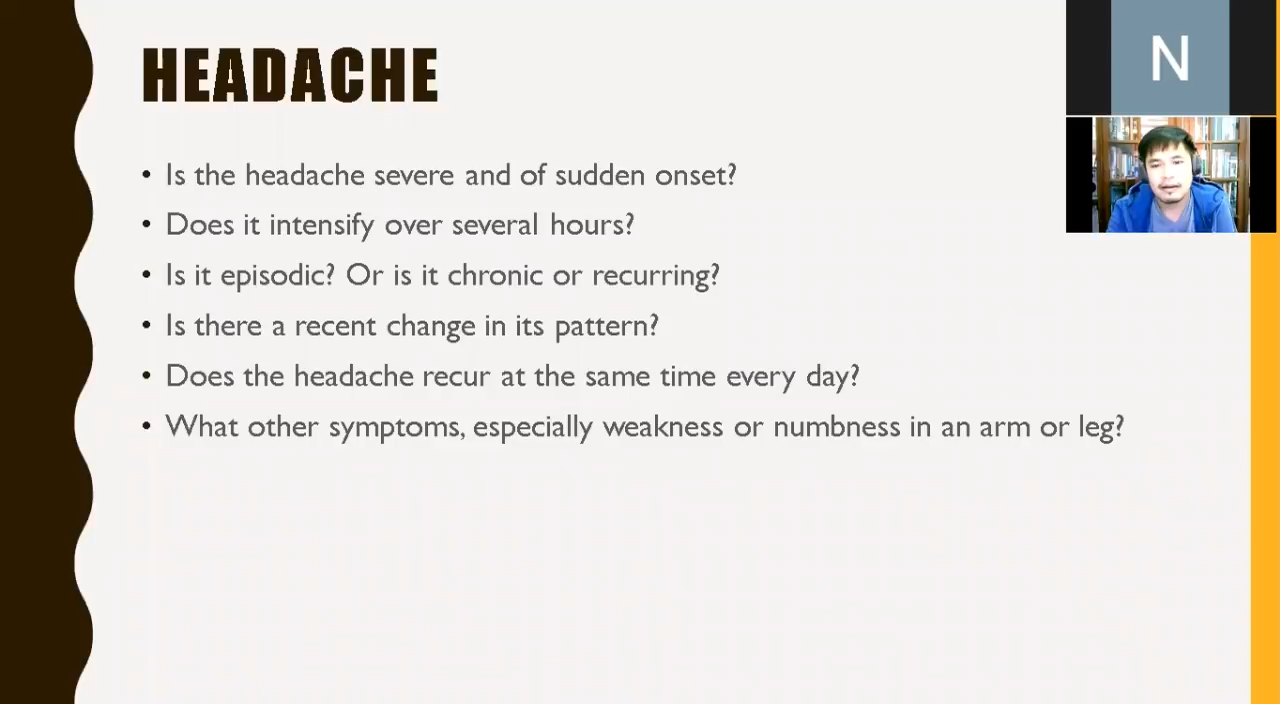 HEADACHE
N
• Is the headache severe and of sudden onset?
• Does it intensify over several hours?
• Is it episodic? Or is it chronic or recurring?
• Is there a recent change in its pattern?
• Does the headache recur at the same time every day?
• What other symptoms, especially weakness or numbness in an arm or leg?